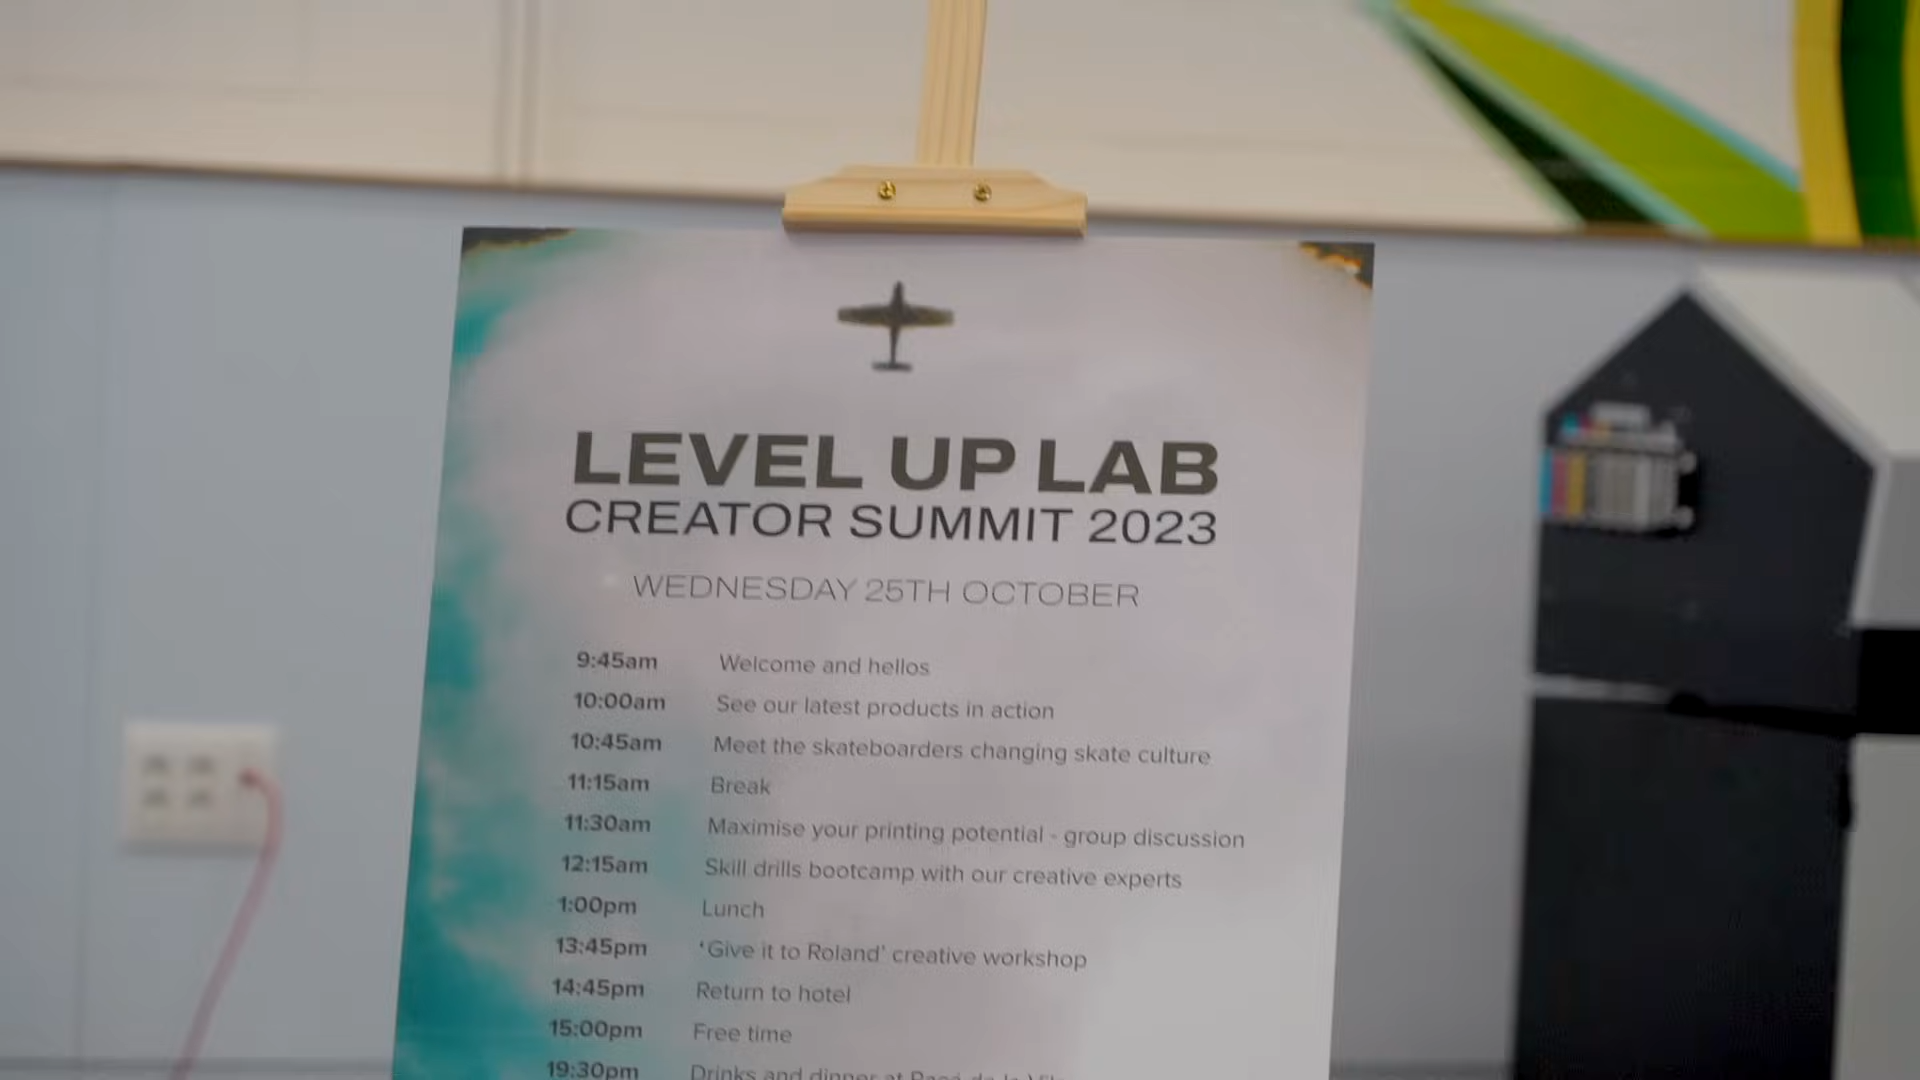 LEVEL UP LAB
CREATOR SUMMIT 2023
WEDNESDAY 25TH OCTOBER
9:45am Welcome and hellos
10:00am See our latest products in action
10:45am Meet the skateboarders changing skate culture
11:15am Break
11:30am Maximise your printing potential - group discussion
12:15am Skill drills bootcamp with our creative experts
1:00pm Lunch
13:45pm ‘Give it to Roland’ creative workshop
14:45pm Return to hotel
15:00pm Free time
19:30pm Drinks and dinner at